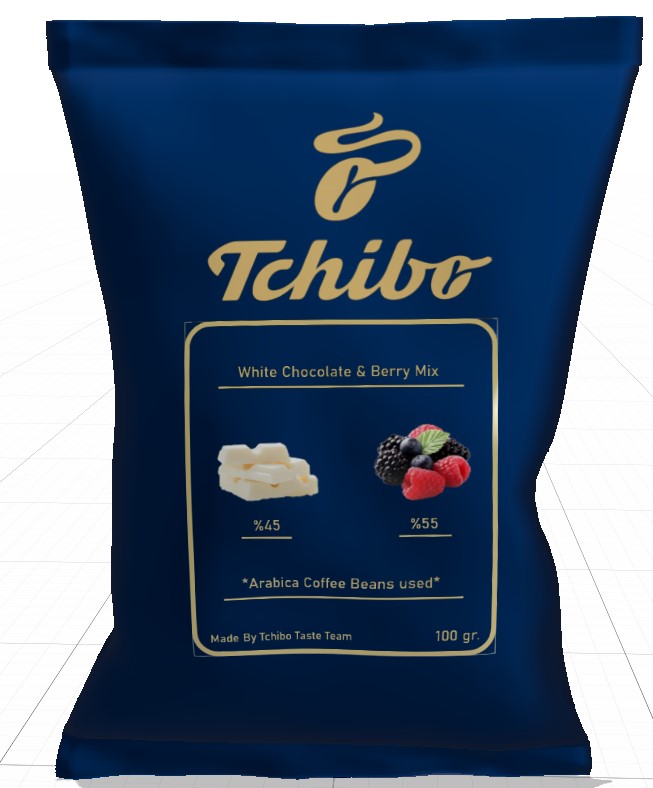 Tchibo
White Chocolate & Berry Mix
%45
%55
*Arabica Coffee Beans used*
Made By Tchibo Taste Team
100 gr.